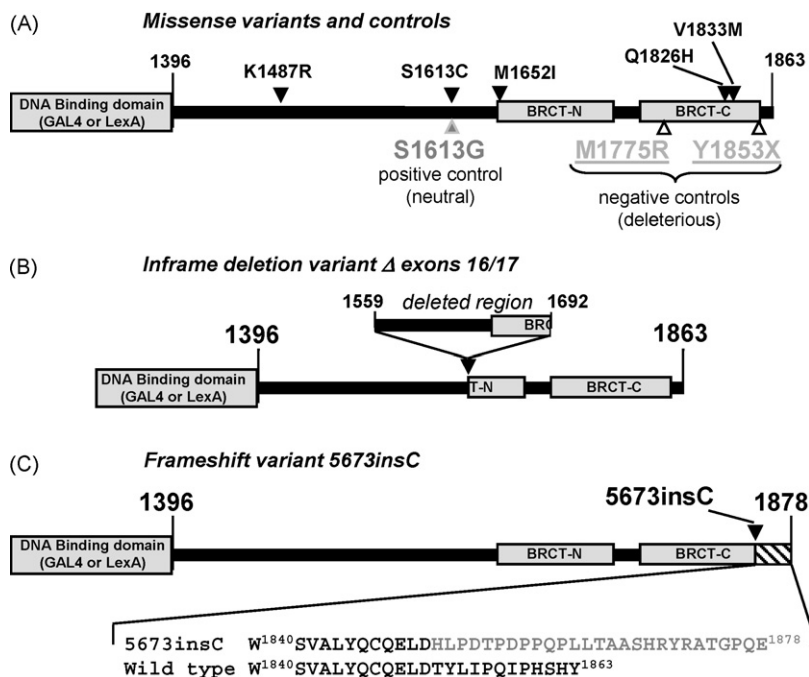 (A) Missense variants and controls
V1833M
1396 Q1826H 1863
K1487R S1613C M1652I
DNA Binding domain
(GAL4 or LexA)
BRCT-N BRCT-C
S1613G M1775R Y1853X
positive control
(neutral)
negative controls
(deleterious)
(B) Inframe deletion variant Δ exons 16/17
1559 deleted region 1692
BRC
1396 1863
DNA Binding domain
(GAL4 or LexA)
T-N BRCT-C
(C) Frameshift variant 5673insC
1396 5673insC 1878
DNA Binding domain
(GAL4 or LexA)
BRCT-N BRCT-C
5673insC W1840SVALYQCQELDHLPDTPDPPQPLLTAASHRYRATGPQE1878
Wild type W1840SVALYQCQELDTYLIPQIPHSHY1863